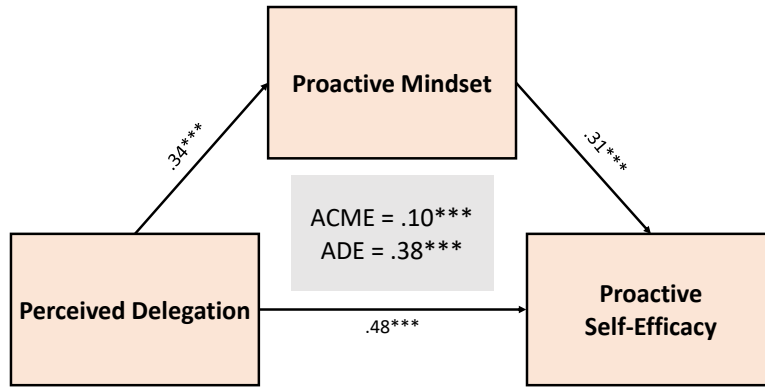 Proactive Mindset
.34***
.31***
ACME = .10***
ADE = .38***
Perceived Delegation
Proactive
Self-Efficacy
.48***